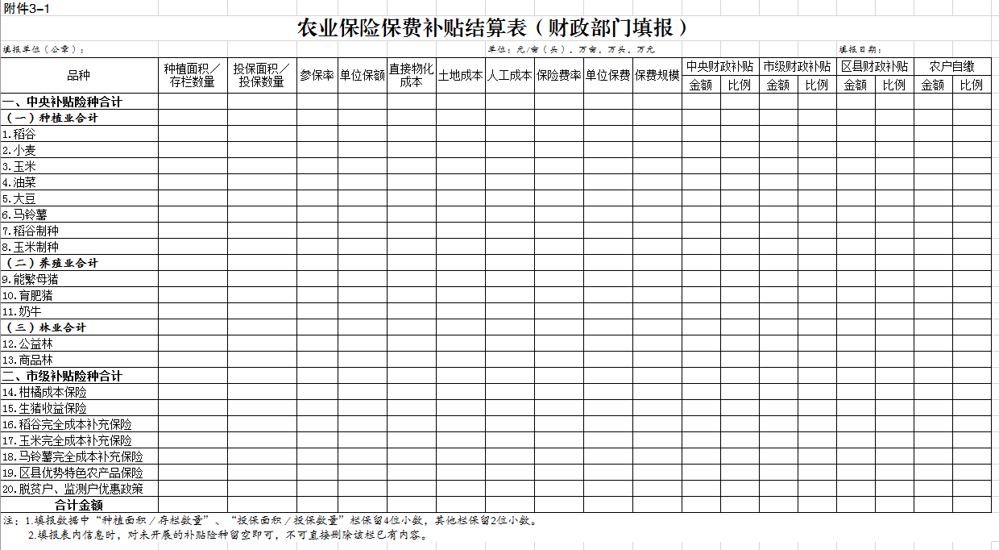 附件3-1
农业保险保费补贴结算表（财政部门填报）
填报单位（公章）： 单位：元/亩（头），万亩，万头，万元 填报日期：
品种 种植面积／存栏数量 投保面积／投保数量 参保率 单位保额 直接物化成本 土地成本 人工成本 保险费率 单位保费 保费规模 中央财政补贴 市级财政补贴 区县财政补贴 农户自缴
金额 比例 金额 比例 金额 比例 金额 比例
一、中央补贴险种合计
（一）种植业合计
1.稻谷
2.小麦
3.玉米
4.油菜
5.大豆
6.马铃薯
7.稻谷制种
8.玉米制种
（二）养殖业合计
9.能繁母猪
10.育肥猪
11.奶牛
（三）林业合计
12.公益林
13.商品林
二、市级补贴险种合计
14.柑橘成本保险
15.生猪收益保险
16.稻谷完全成本补充保险
17.玉米完全成本补充保险
18.马铃薯完全成本补充保险
19.区县优势特色农产品保险
20.脱贫户、监测户优惠政策
合计金额
注：1.填报数据中“种植面积／存栏数量”、“投保面积／投保数量”栏保留4位小数，其他栏保留2位小数。
2.填报表内信息时，对未开展的补贴险种留空即可，不可直接删除该栏已有内容。